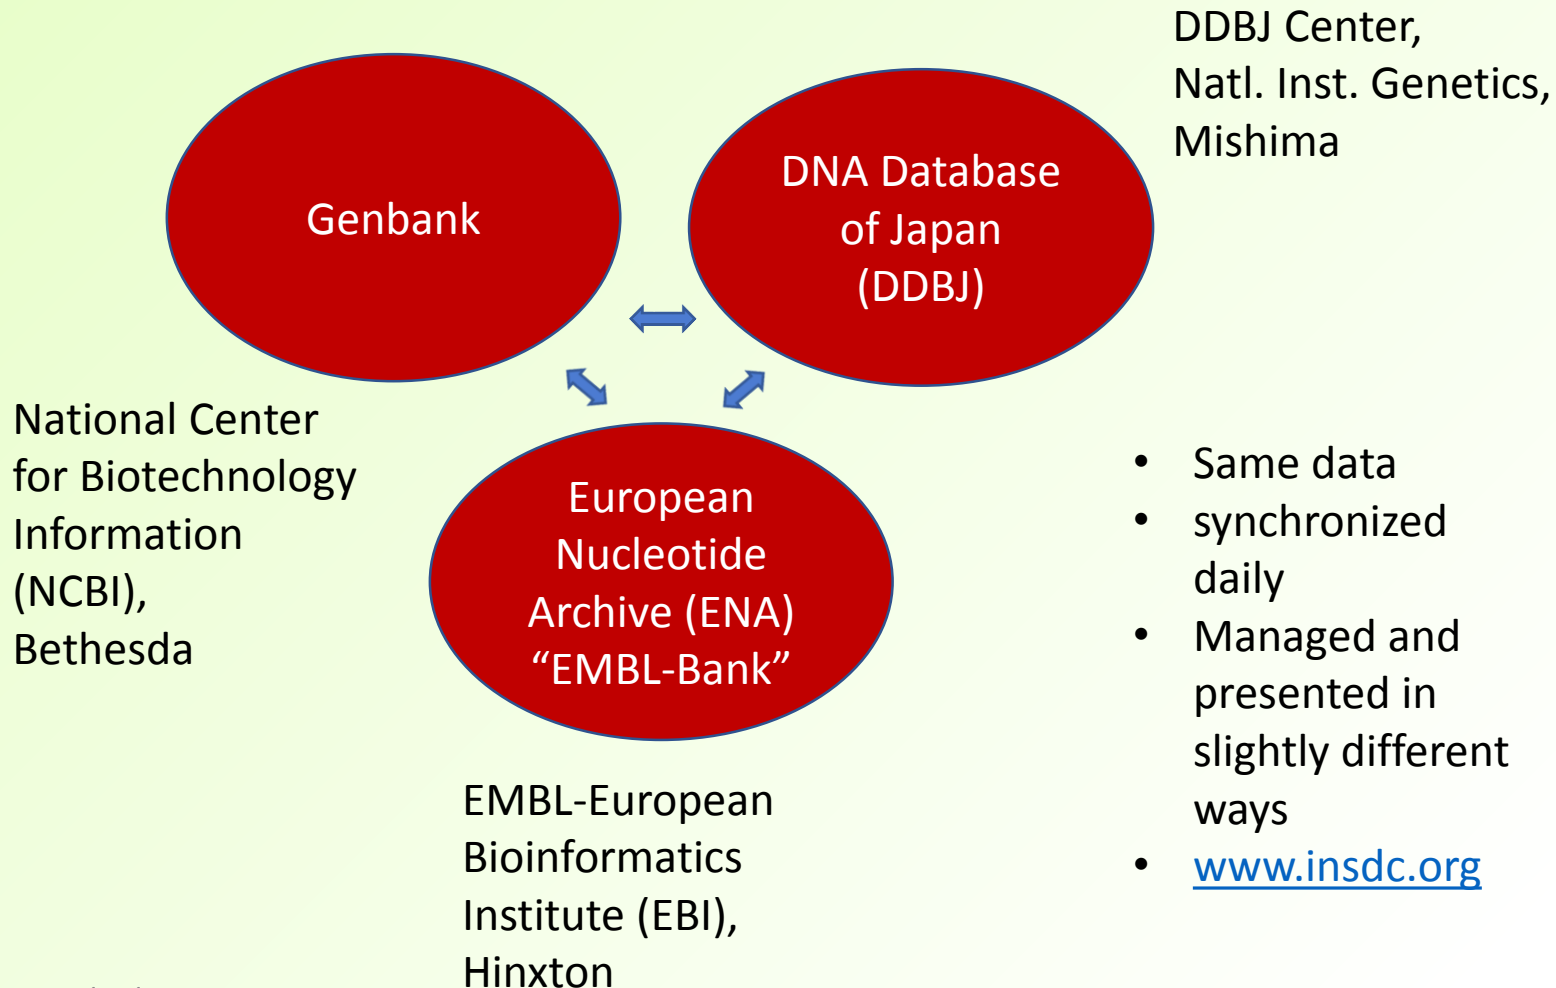 DDBJ Center,
Natl. Inst. Genetics,
Mishima
Genbank
DNA Database
of Japan
(DDBJ)
National Center
for Biotechnology
Information
(NCBI),
Bethesda
European
Nucleotide
Archive (ENA)
“EMBL-Bank”
• Same data
• synchronized
daily
• Managed and
presented in
slightly different
ways
• www.insdc.org
EMBL-European
Bioinformatics
Institute (EBI),
Hinxton